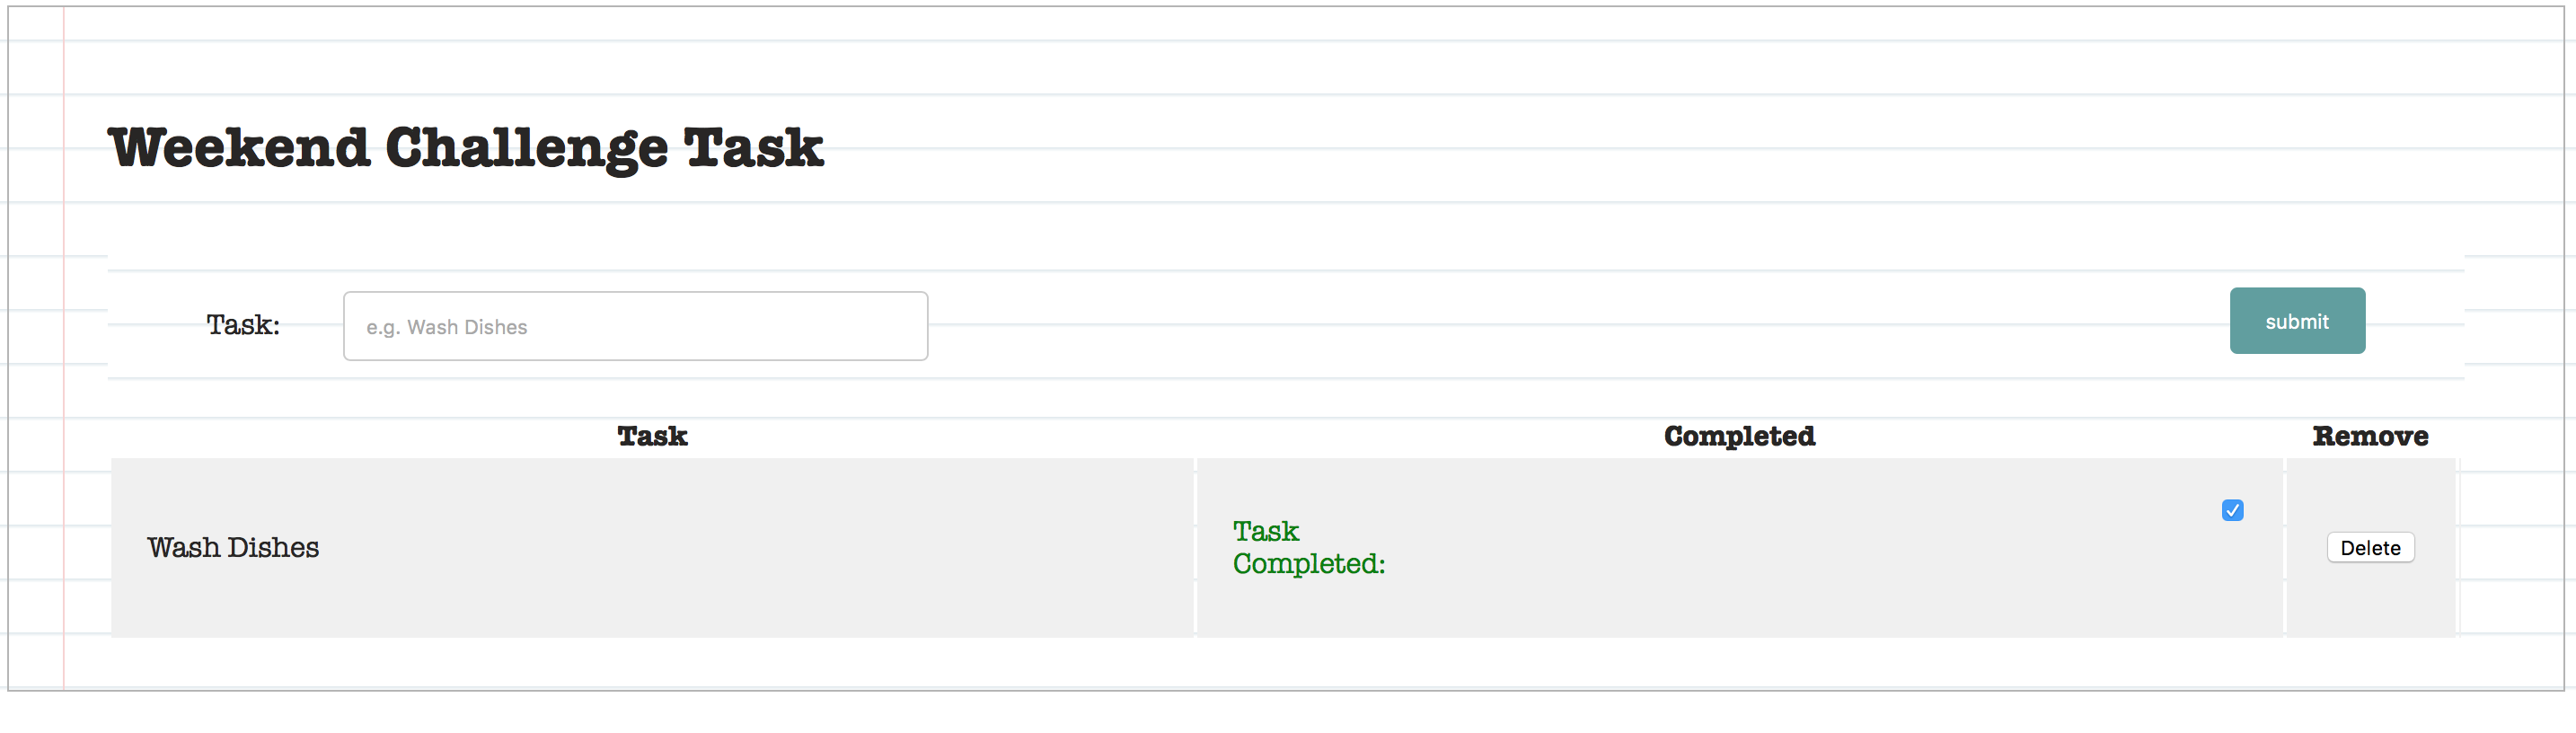 Weekend Challenge Task
Task: e.g. Wash Dishes submit
Task Completed Remove
Wash Dishes
Task
Completed:
Delete